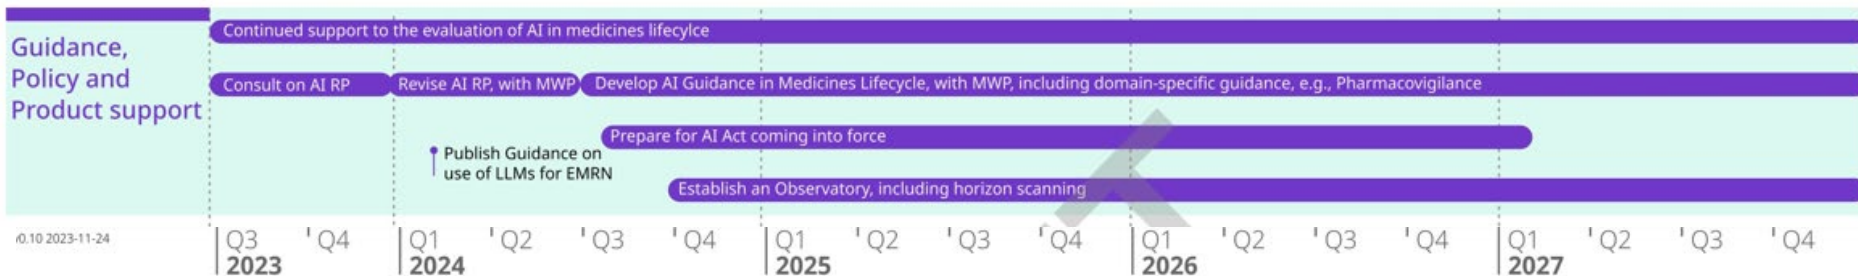 Guidance,
Policy and
Product support
Continued support to the evaluation of AI in medicines lifecylce
Consult on AI RP
Revise AI RP, with MWP
Develop AI Guidance in Medicines Lifecycle, with MWP, including domain-specific guidance, e.g., Pharmacovigilance
Prepare for AI Act coming into force
Publish Guidance on
use of LLMs for EMRN
Establish an Observatory, including horizon scanning
0.10 2023-11-24
Q3 Q4 Q1 Q2 Q3 Q4 Q1 Q2 Q3 Q4 Q1 Q2 Q3 Q4 Q1 Q2 Q3 Q4
2023 2024 2025 2026 2027